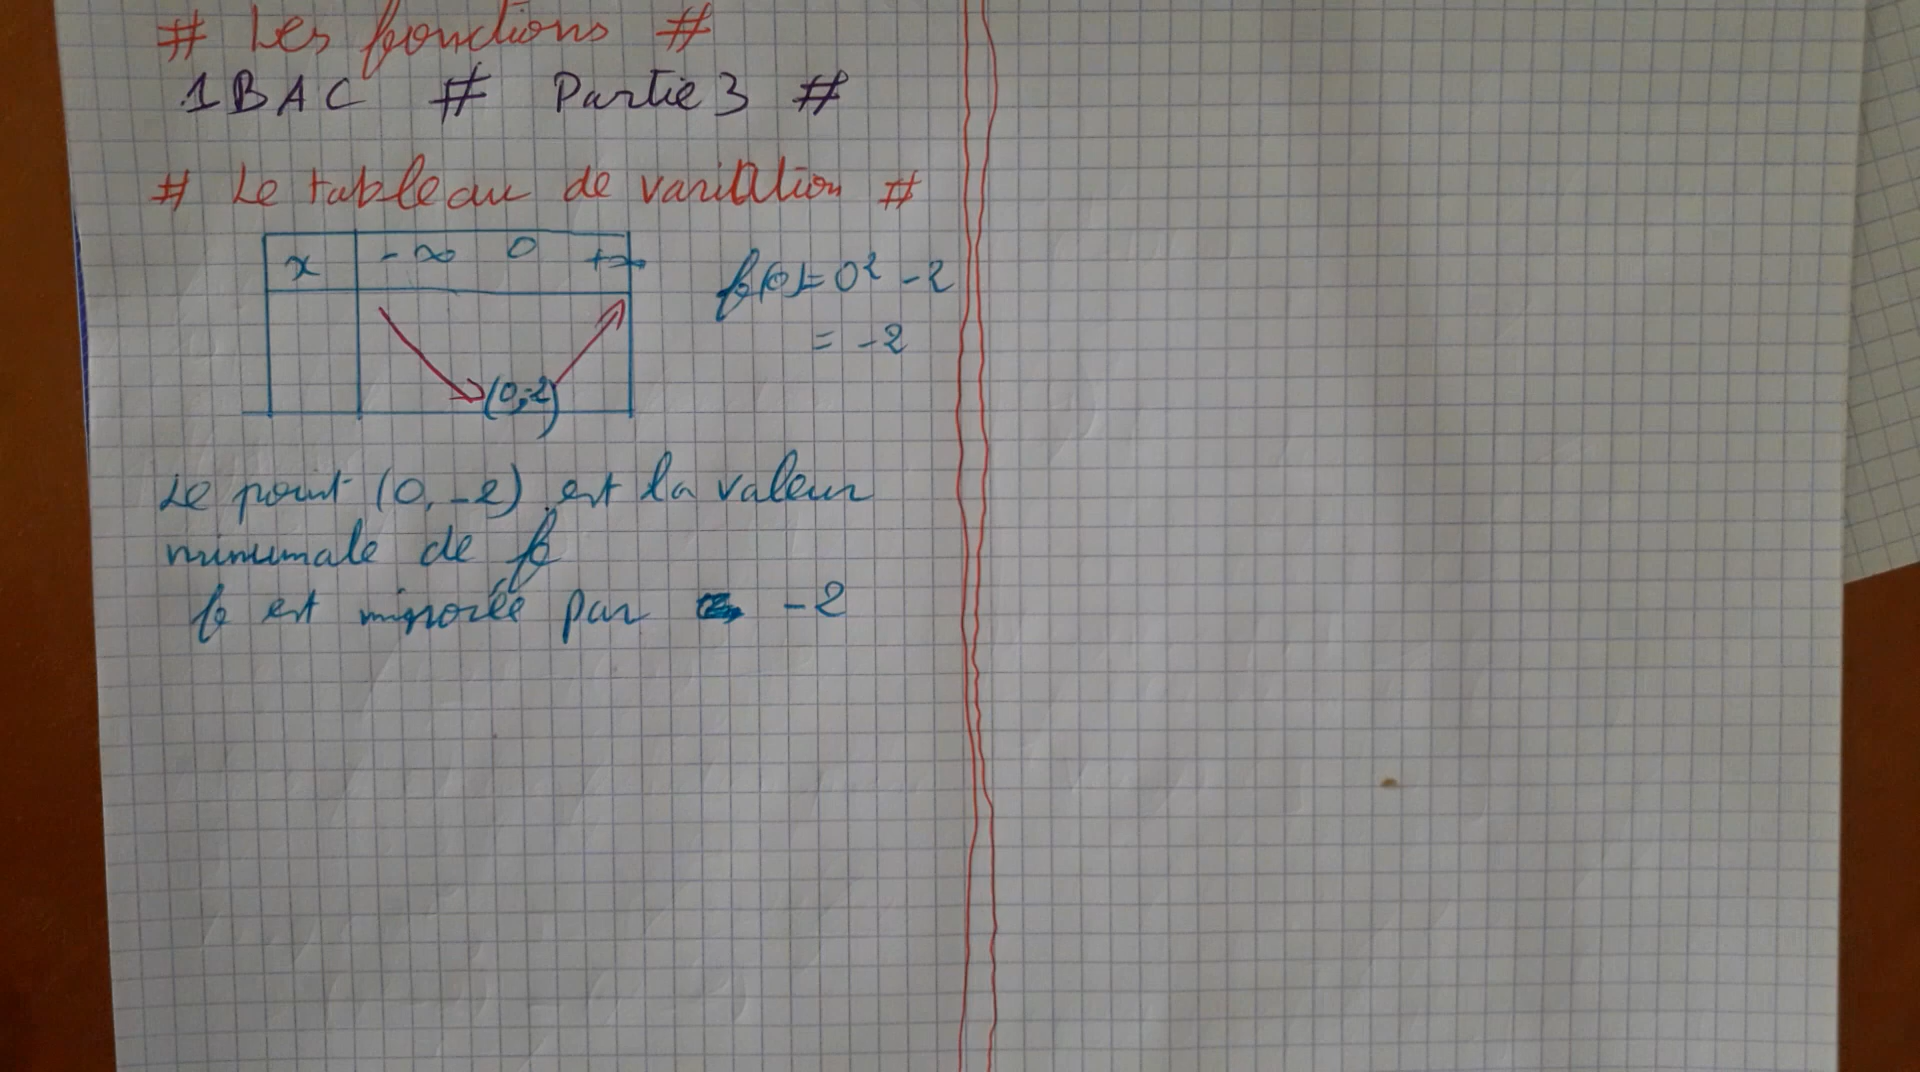 # Les fonctions #
1BAC # Partie 3 #
# Le tableau de variation #
x -∞ 0 +∞
f(0)= 0² -2
= -2
(0,-2)
Le point (0,-2) est la valeur
minimale de f
f est minorée par -2